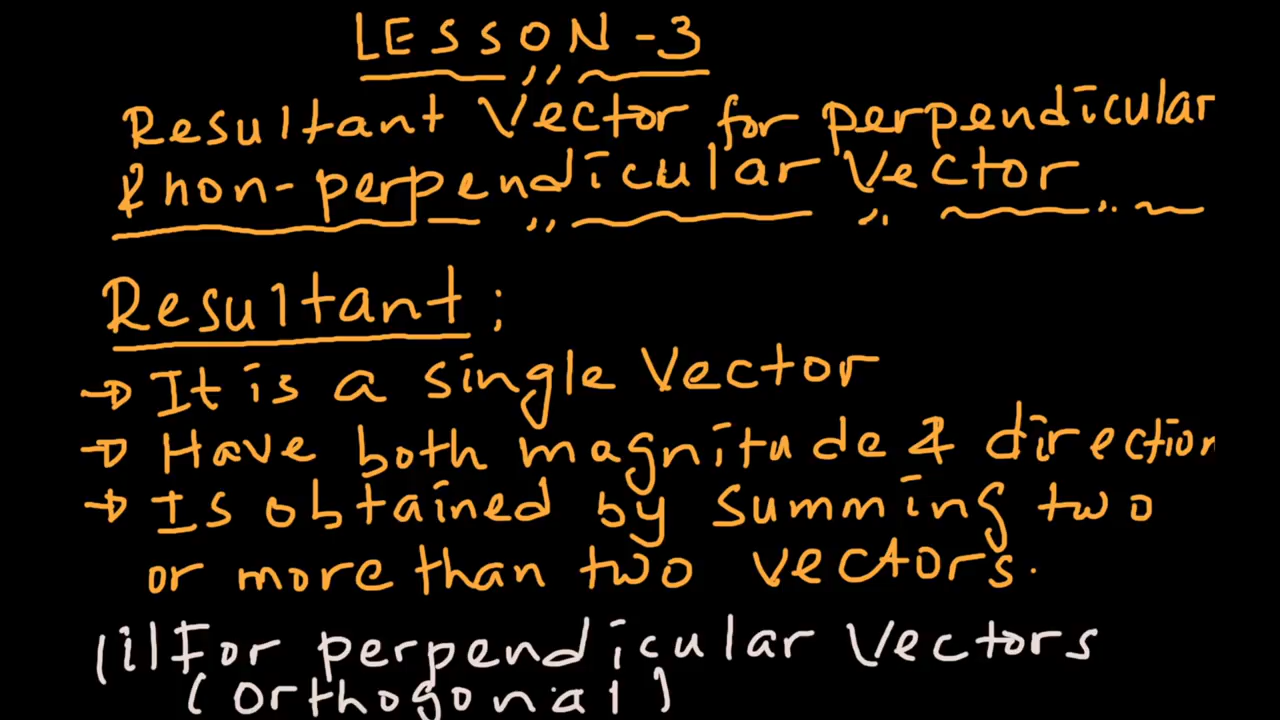 LESSON-3
Resultant Vector for perpendicular
& non-perpendicular Vector
Resultant:
→ It is a single Vector
→ Have both magnitude & direction
→ Is obtained by summing two
or more than two vectors.
(i) For perpendicular Vectors
(Orthogonal)